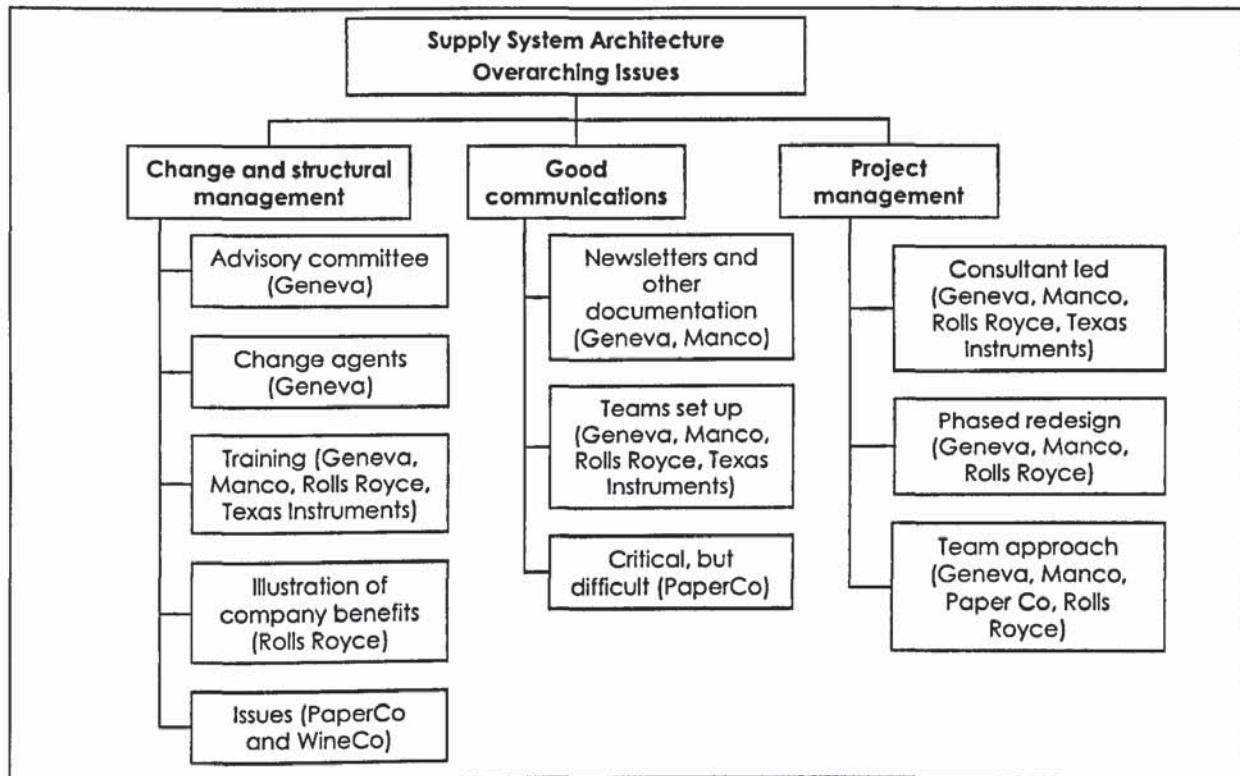 Supply System Architecture
Overarching Issues
Change and structural
management
Advisory committee
(Geneva)
Change agents
(Geneva)
Training (Geneva,
Manco, Rolls Royce,
Texas Instruments)
Illustration of
company benefits
(Rolls Royce)
Issues (PaperCo
and WineCo)
Good
communications
Newsletters and
other
documentation
(Geneva, Manco)
Teams set up
(Geneva, Manco,
Rolls Royce, Texas
Instruments)
Critical, but
difficult (PaperCo)
Project
management
Consultant led
(Geneva, Manco,
Rolls Royce, Texas
Instruments)
Phased redesign
(Geneva, Manco,
Rolls Royce)
Team approach
(Geneva, Manco,
Paper Co, Rolls
Royce)